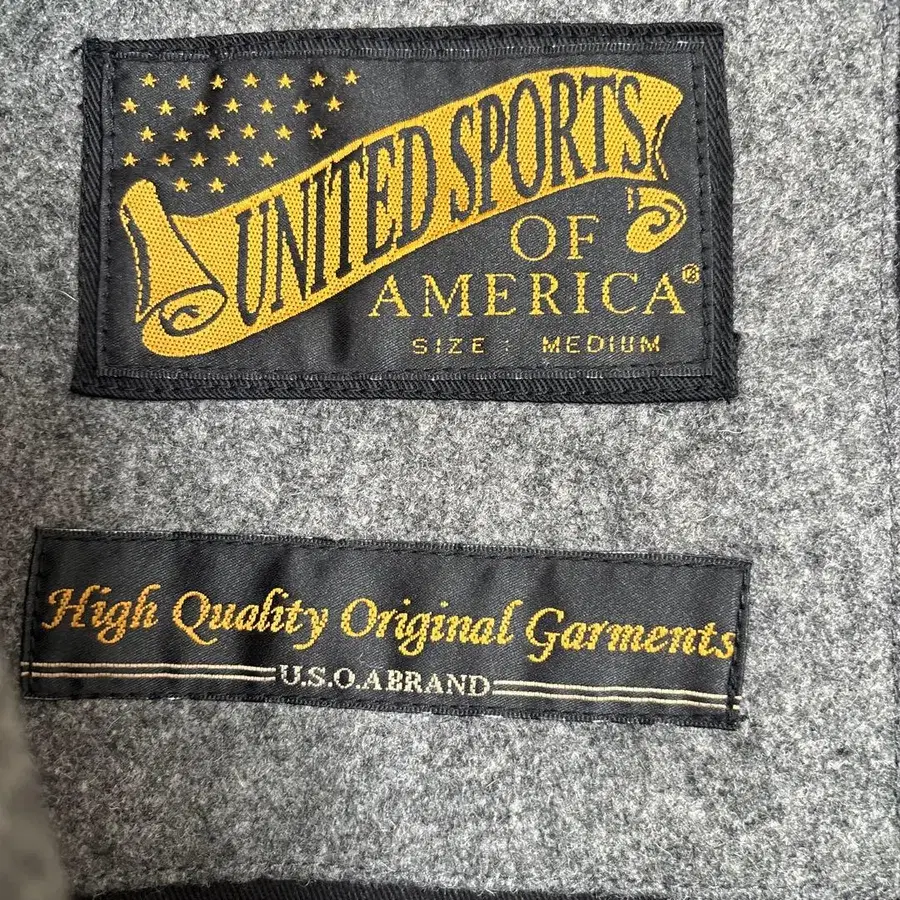 UNITED SPORTS
OF
AMERICA®
SIZE : MEDIUM
High Quality Original Garments
U.S.O.A BRAND